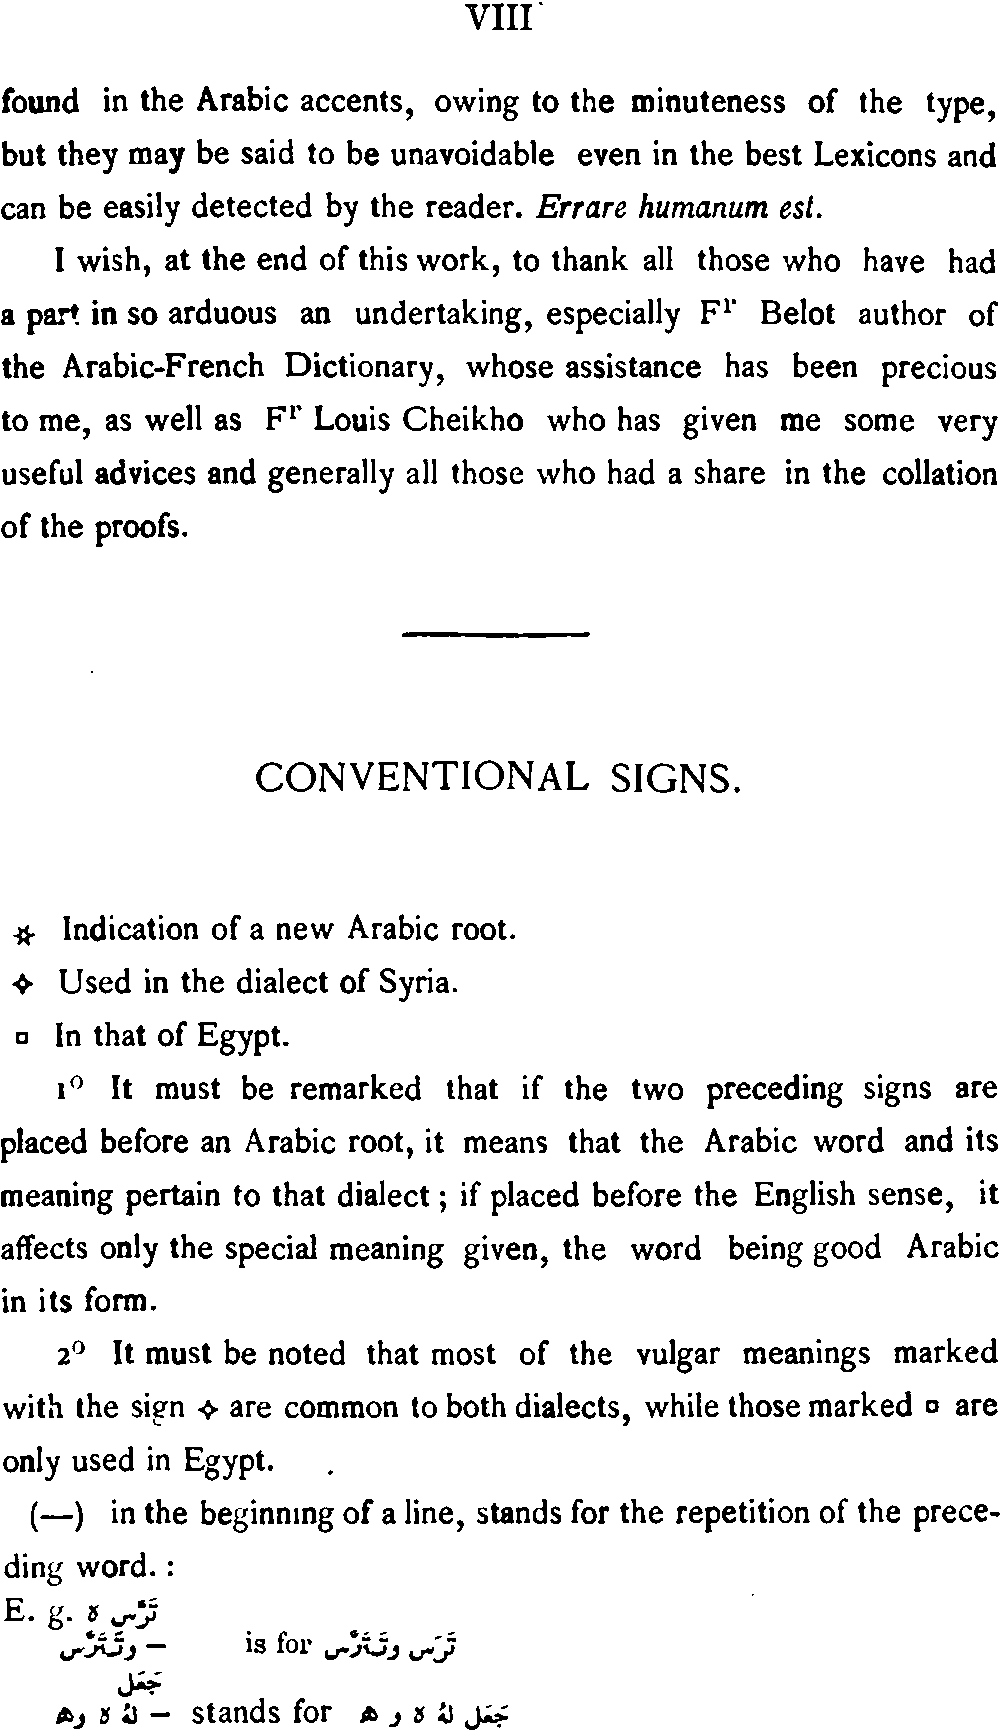 VIII
found in the Arabic accents, owing to the minuteness of the type,
but they may be said to be unavoidable even in the best Lexicons and
can be easily detected by the reader. Errare humanum est.
I wish, at the end of this work, to thank all those who have had
a part in so arduous an undertaking, especially Fr Belot author of
the Arabic-French Dictionary, whose assistance has been precious
to me, as well as Fr Louis Cheikho who has given me some very
useful advices and generally all those who had a share in the collation
of the proofs.
CONVENTIONAL SIGNS.
☆ Indication of a new Arabic root.
✧ Used in the dialect of Syria.
▫ In that of Egypt.
1º It must be remarked that if the two preceding signs are
placed before an Arabic root, it means that the Arabic word and its
meaning pertain to that dialect ; if placed before the English sense, it
affects only the special meaning given, the word being good Arabic
in its form.
2º It must be noted that most of the vulgar meanings marked
with the sign ✧ are common to both dialects, while those marked ▫ are
only used in Egypt.
(—) in the beginning of a line, stands for the repetition of the prece-
ding word. :
E. g. تَرَّس ه
— وتَتَرَّس is for تَرَّس وتَتَرَّس
جَعَل
— لهُ ه وه stands for جَعَل لهُ ه و ه